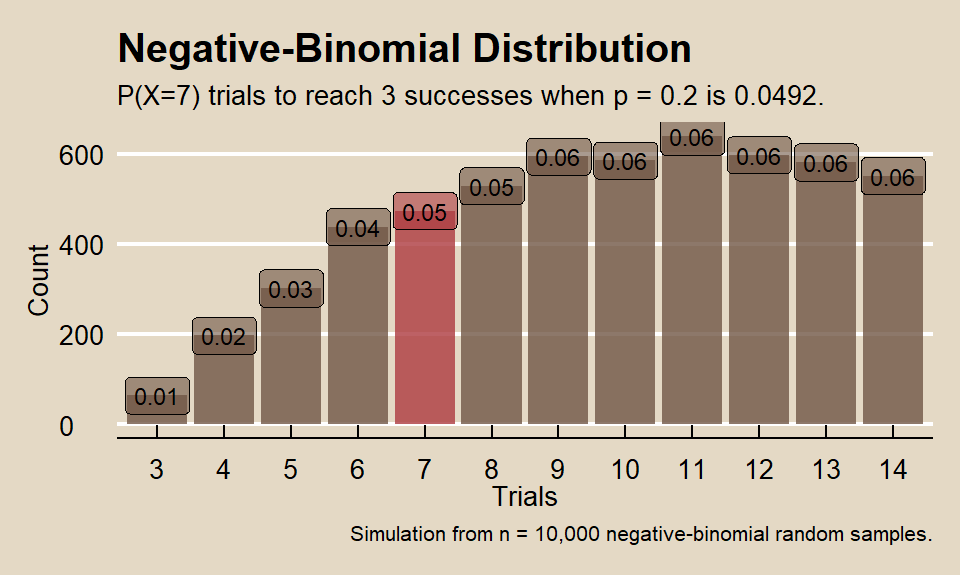 Negative-Binomial Distribution
P(X=7) trials to reach 3 successes when p = 0.2 is 0.0492.
600
400
200
0
Count
0.01
0.02
0.03
0.04
0.05
0.05
0.06
0.06
0.06
0.06
0.06
0.06
3 4 5 6 7 8 9 10 11 12 13 14
Trials
Simulation from n = 10,000 negative-binomial random samples.